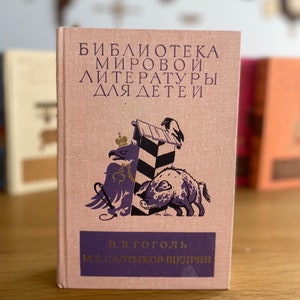 БИБЛИОТЕКА
МИРОВОЙ
ЛИТЕРАТУРЫ
ДЛЯ ДЕТЕЙ
Н. В. ГОГОЛЬ
М. Е. САЛТЫКОВ-ЩЕДРИН